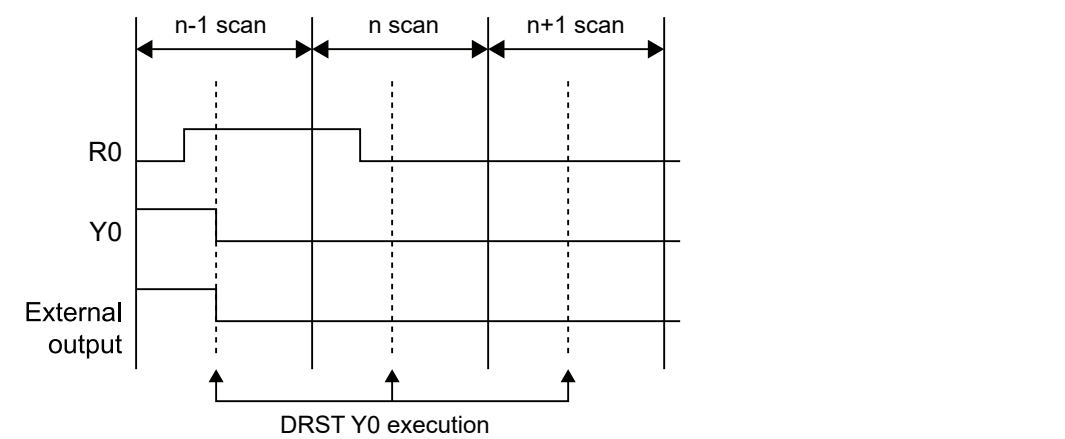 n-1 scan
n scan
n+1 scan
R0
Y0
External
output
DRST Y0 execution